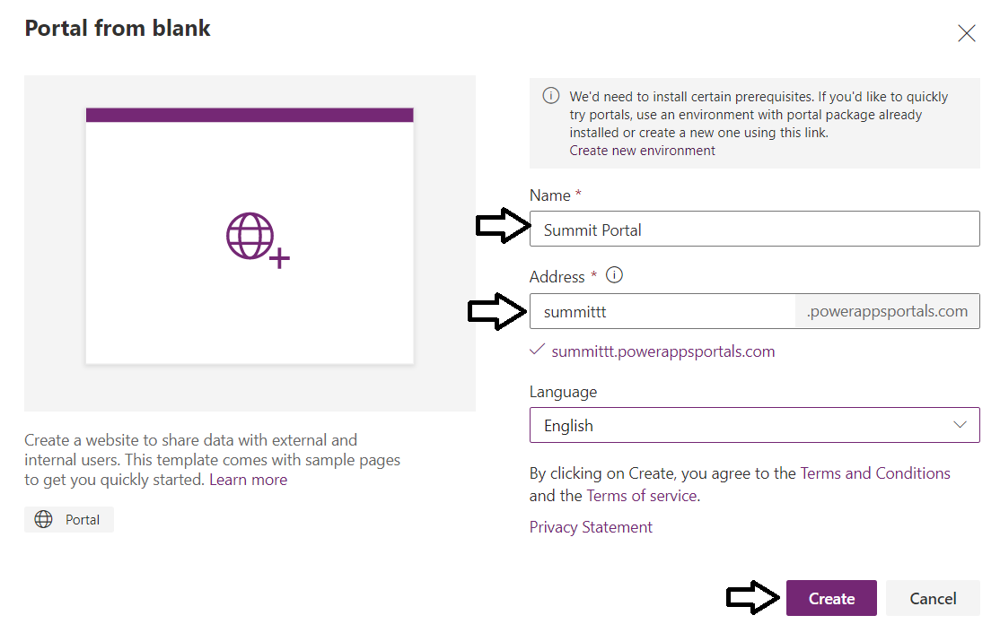 Portal from blank
We'd need to install certain prerequisites. If you'd like to quickly
try portals, use an environment with portal package already
installed or create a new one using this link.
Create new environment
Name *
Summit Portal
Address *
summittt
.powerappsportals.com
summittt.powerappsportals.com
Language
English
Create a website to share data with external and
internal users. This template comes with sample pages
to get you quickly started. Learn more
Portal
By clicking on Create, you agree to the Terms and Conditions
and the Terms of service.
Privacy Statement
Create
Cancel